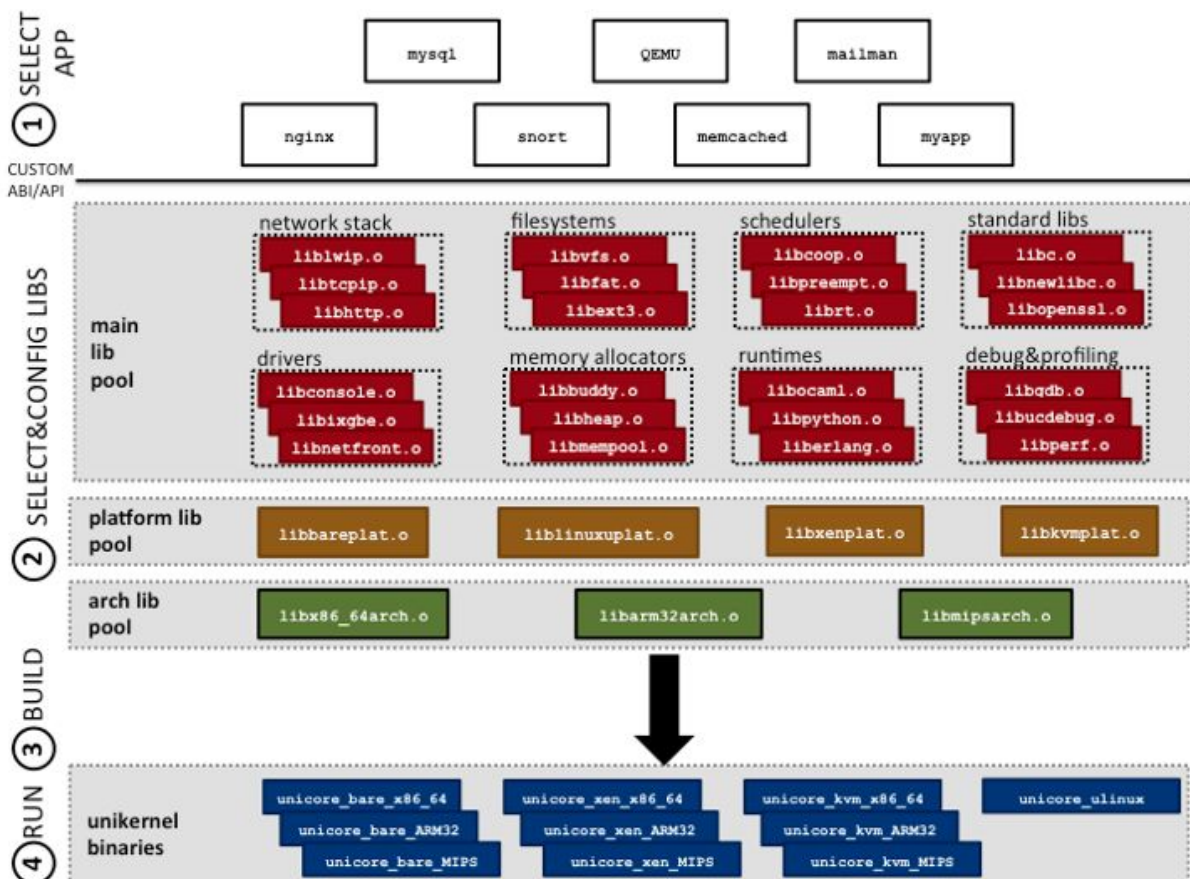 1 SELECT APP
mysql
QEMU
mailman
nginx
snort
memcached
myapp
CUSTOM
ABI/API
2 SELECT&CONFIG LIBS
main
lib
pool
network stack
liblwip.o
libtcpip.o
libhttp.o
filesystems
libvfs.o
libfat.o
libext3.o
schedulers
libcoop.o
libpreempt.o
librt.o
standard libs
libc.o
libnewlibc.o
libopenssl.o
drivers
libconsole.o
libixgbe.o
libnetfront.o
memory allocators
libbuddy.o
libheap.o
libmempool.o
runtimes
libocaml.o
libpython.o
liberlang.o
debug&profiling
libgdb.o
libucdebug.o
libperf.o
platform lib
pool
libbareplat.o
liblinuxuplat.o
libxenplat.o
libkvmplat.o
arch lib
pool
libx86_64arch.o
libarm32arch.o
libmipsarch.o
3 BUILD
4 RUN
unikernel
binaries
unicore_bare_x86_64
unicore_bare_ARM32
unicore_bare_MIPS
unicore_xen_x86_64
unicore_xen_ARM32
unicore_xen_MIPS
unicore_kvm_x86_64
unicore_kvm_ARM32
unicore_kvm_MIPS
unicore_ulinux